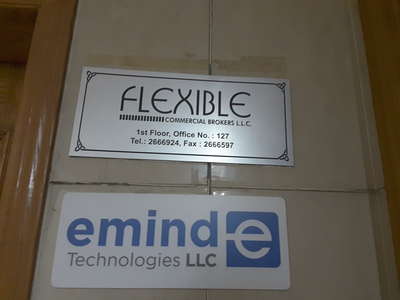 FLEXIBLE
COMMERCIAL BROKERS L.L.C.
1st Floor, Office No. : 127
Tel.: 2666924, Fax : 2666597
emind e
Technologies LLC